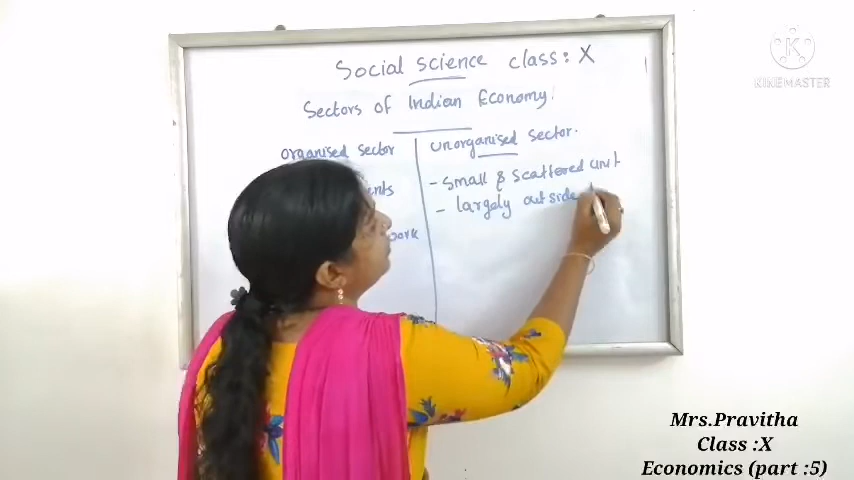 Social science class: X
Sectors of Indian Economy.
organised sector
unorganised sector.
- small & scattered unit
- largely outside
KINEMASTER
Mrs.Pravitha
Class :X
Economics (part :5)